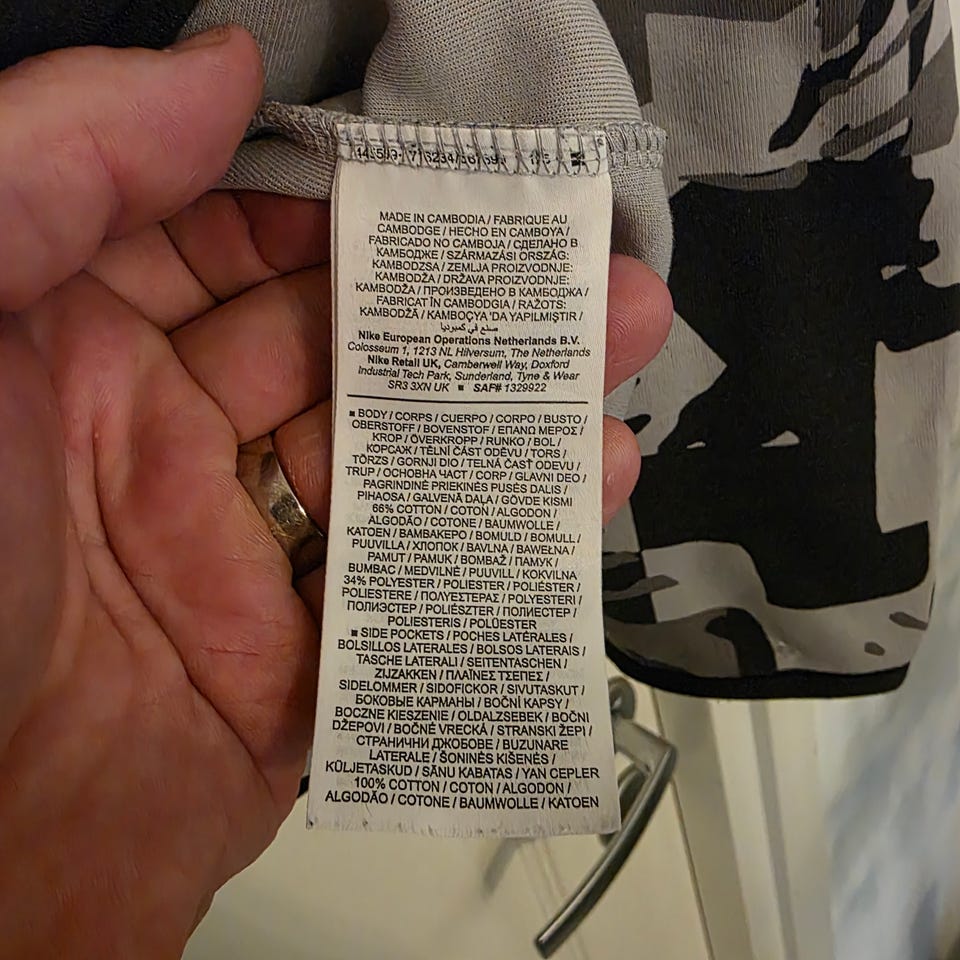 MADE IN CAMBODIA / FABRIQUE AU
CAMBODGE / HECHO EN CAMBOYA /
FABRICADO NO CAMBOJA / СДЕЛАНО В
КАМБОДЖЕ / SZÁRMAZÁSI ORSZÁG:
KAMBODZSA / ZEMLJA PROIZVODNJE:
KAMBODŽA / DRŽAVA PROIZVODNJE:
KAMBODŽA / ПРОИЗВЕДЕНО В КАМБОДЖА /
FABRICAT ÎN CAMBODGIA / RAŽOTS:
KAMBODŽĀ / KAMBOÇYA 'DA YAPILMIŞTIR /
صنع في كمبوديا
Nike European Operations Netherlands B.V.
Colosseum 1, 1213 NL Hilversum, The Netherlands
Nike Retail UK, Camberwell Way, Doxford
Industrial Tech Park, Sunderland, Tyne & Wear
SR3 3XN UK ■ SAF# 1329922
■ BODY / CORPS / CUERPO / CORPO / BUSTO /
OBERSTOFF / BOVENSTOF / ΕΠΑΝΩ ΜΕΡΟΣ /
KROP / ÖVERKROPP / RUNKO / BOL /
КОРСАЖ / TĚLNÍ ČÁST ODĚVU / TORS /
TÖRZS / GORNJI DIO / TELNÁ ČASŤ ODEVU /
TRUP / ОСНОВНА ЧАСТ / CORP / GLAVNI DEO /
PAGRINDINĖ PRIEKINĖS PUSĖS DALIS /
PIHAOSA / GALVENĀ DAĻA / GÖVDE KISMI
66% COTTON / COTON / ALGODON /
ALGODÃO / COTONE / BAUMWOLLE /
KATOEN / ΒΑΜΒΑΚΕΡΟ / BOMULD / BOMULL /
PUUVILLA / ХЛОПОК / BAVLNA / BAWEŁNA /
PAMUT / PAMUK / BOMBAŽ / ПАМУК /
BUMBAC / MEDVILNĖ / PUUVILL / KOKVILNA
34% POLYESTER / POLIESTER / POLIÉSTER /
POLIESTERE / ΠΟΛΥΕΣΤΕΡΑΣ / POLYESTERI /
ПОЛИЭСТЕР / POLIÉSZTER / ПОЛИЕСТЕР /
POLIESTERIS / POLÜESTER
■ SIDE POCKETS / POCHES LATÉRALES /
BOLSILLOS LATERALES / BOLSOS LATERAIS /
TASCHE LATERALI / SEITENTASCHEN /
ZIJZAKKEN / ΠΛΑΪΝΕΣ ΤΣΕΠΕΣ /
SIDELOMMER / SIDOFICKOR / SIVUTASKUT /
БОКОВЫЕ КАРМАНЫ / BOČNÍ KAPSY /
BOCZNE KIESZENIE / OLDALZSEBEK / BOČNI
DŽEPOVI / BOČNÉ VRECKÁ / STRANSKI ŽEPI /
СТРАНИЧНИ ДЖОБОВЕ / BUZUNARE
LATERALE / ŠONINĖS KIŠENĖS /
KÜLJETASKUD / SĀNU KABATAS / YAN CEPLER
100% COTTON / COTON / ALGODON /
ALGODÃO / COTONE / BAUMWOLLE / KATOEN